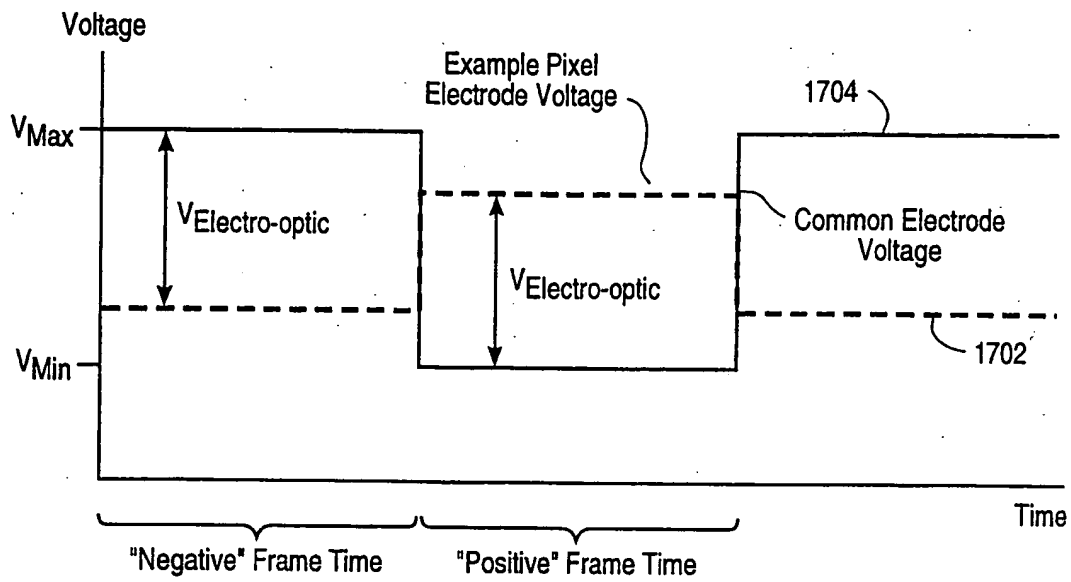 Voltage
Example Pixel
Electrode Voltage
1704
VMax
VElectro-optic
Common Electrode
Voltage
VElectro-optic
VMin
1702
Time
"Negative" Frame Time
"Positive" Frame Time